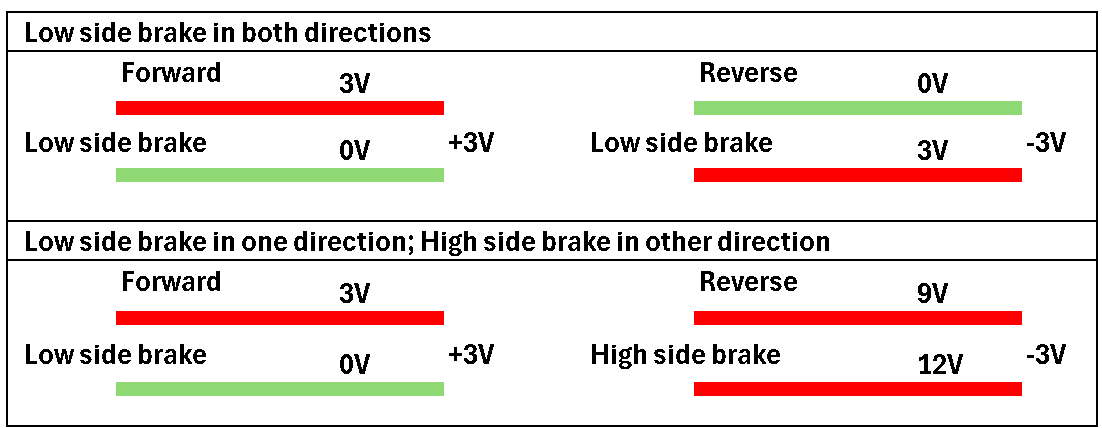 Low side brake in both directions
Forward 3V
Reverse 0V
Low side brake 0V +3V
Low side brake 3V -3V
Low side brake in one direction; High side brake in other direction
Forward 3V
Reverse 9V
Low side brake 0V +3V
High side brake 12V -3V